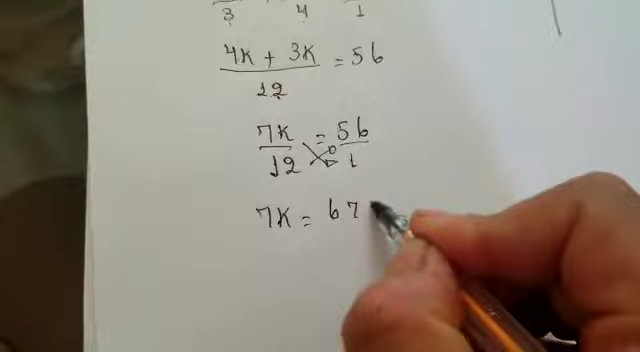 3 4 1
4k + 3k = 56
12
7k = 56
12 1
7k = 67